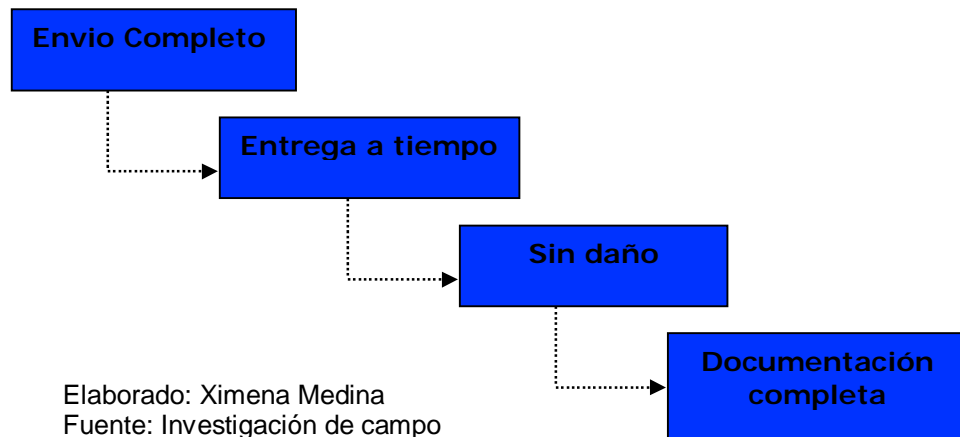 Envio Completo
Entrega a tiempo
Sin daño
Documentación
completa
Elaborado: Ximena Medina
Fuente: Investigación de campo